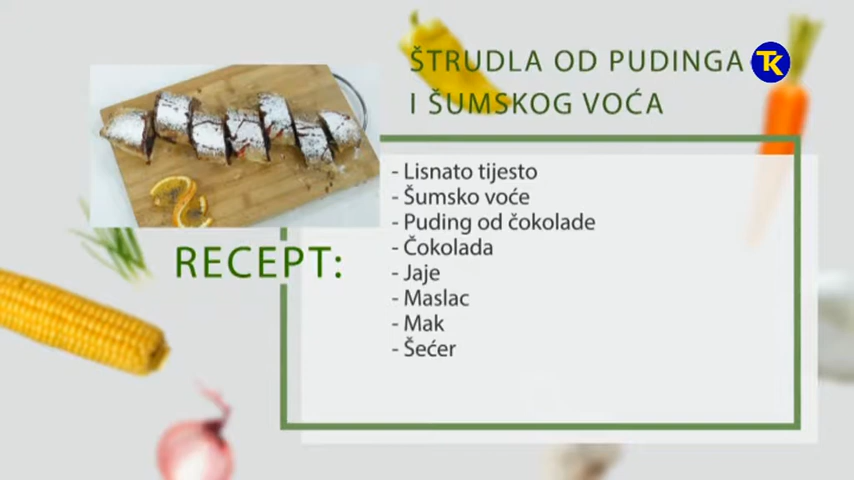 ŠTRUDLA OD PUDINGA
I ŠUMSKOG VOĆA
TK
RECEPT:
- Lisnato tijesto
- Šumsko voće
- Puding od čokolade
- Čokolada
- Jaje
- Maslac
- Mak
- Šećer